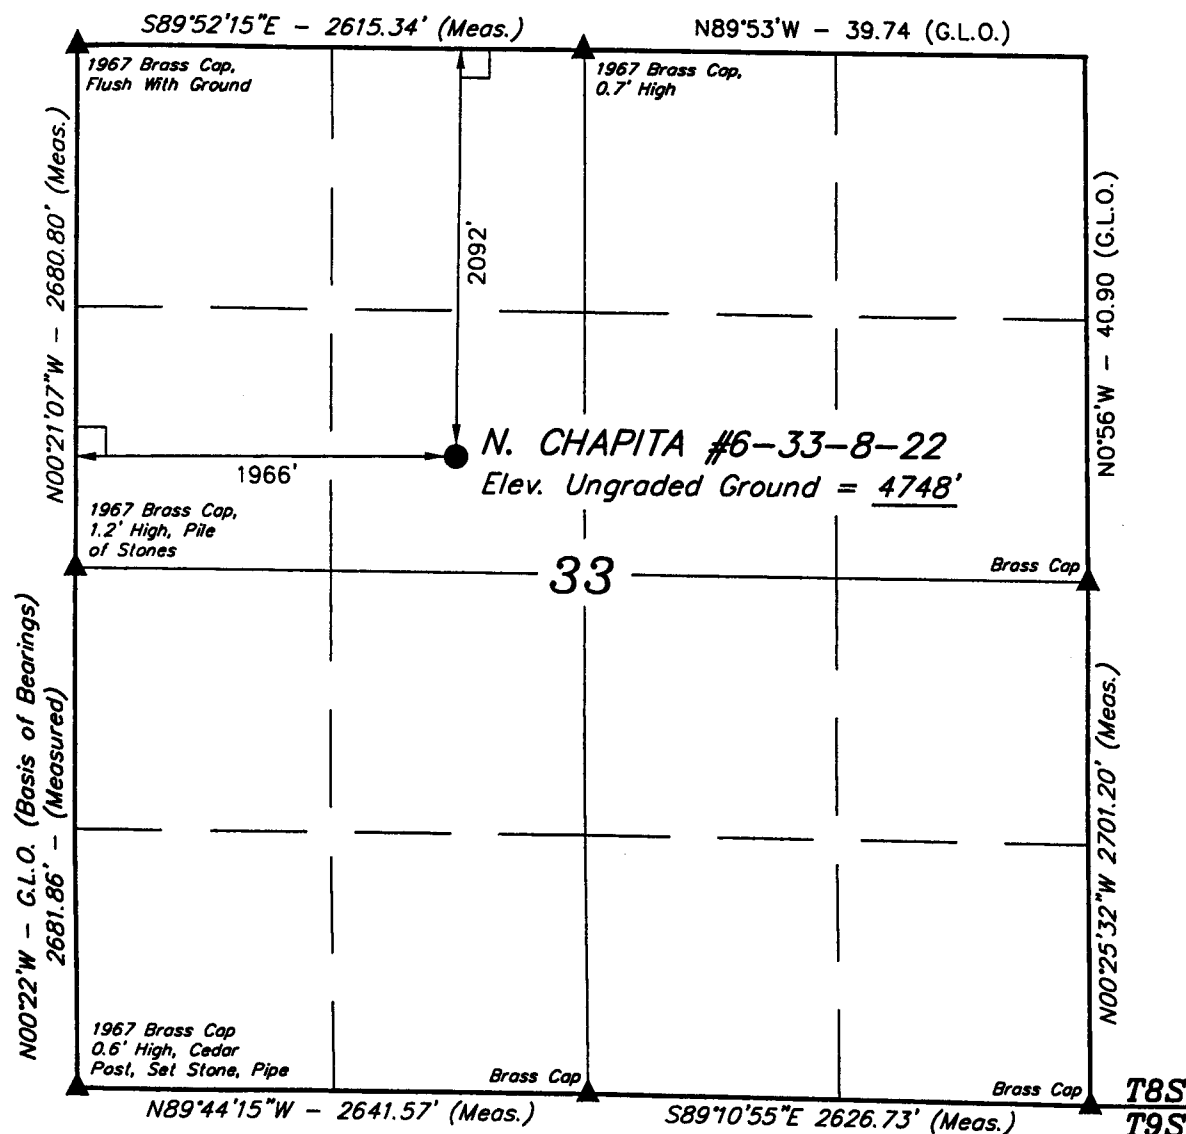 S89°52'15"E - 2615.34' (Meas.)
N89°53'W - 39.74 (G.L.O.)
1967 Brass Cap,
Flush With Ground
1967 Brass Cap,
0.7' High
N00°21'07"W - 2680.80' (Meas.)
2092'
N0°56'W - 40.90 (G.L.O.)
N. CHAPITA #6-33-8-22
Elev. Ungraded Ground = 4748'
1966'
1967 Brass Cap,
1.2' High, Pile
of Stones
33
Brass Cap
N00°22'W - G.L.O. (Basis of Bearings)
2681.86' - (Measured)
N00°25'32"W 2701.20' (Meas.)
1967 Brass Cap
0.6' High, Cedar
Post, Set Stone, Pipe
Brass Cap
Brass Cap
T8S
T9S
N89°44'15"W - 2641.57' (Meas.)
S89°10'55"E 2626.73' (Meas.)